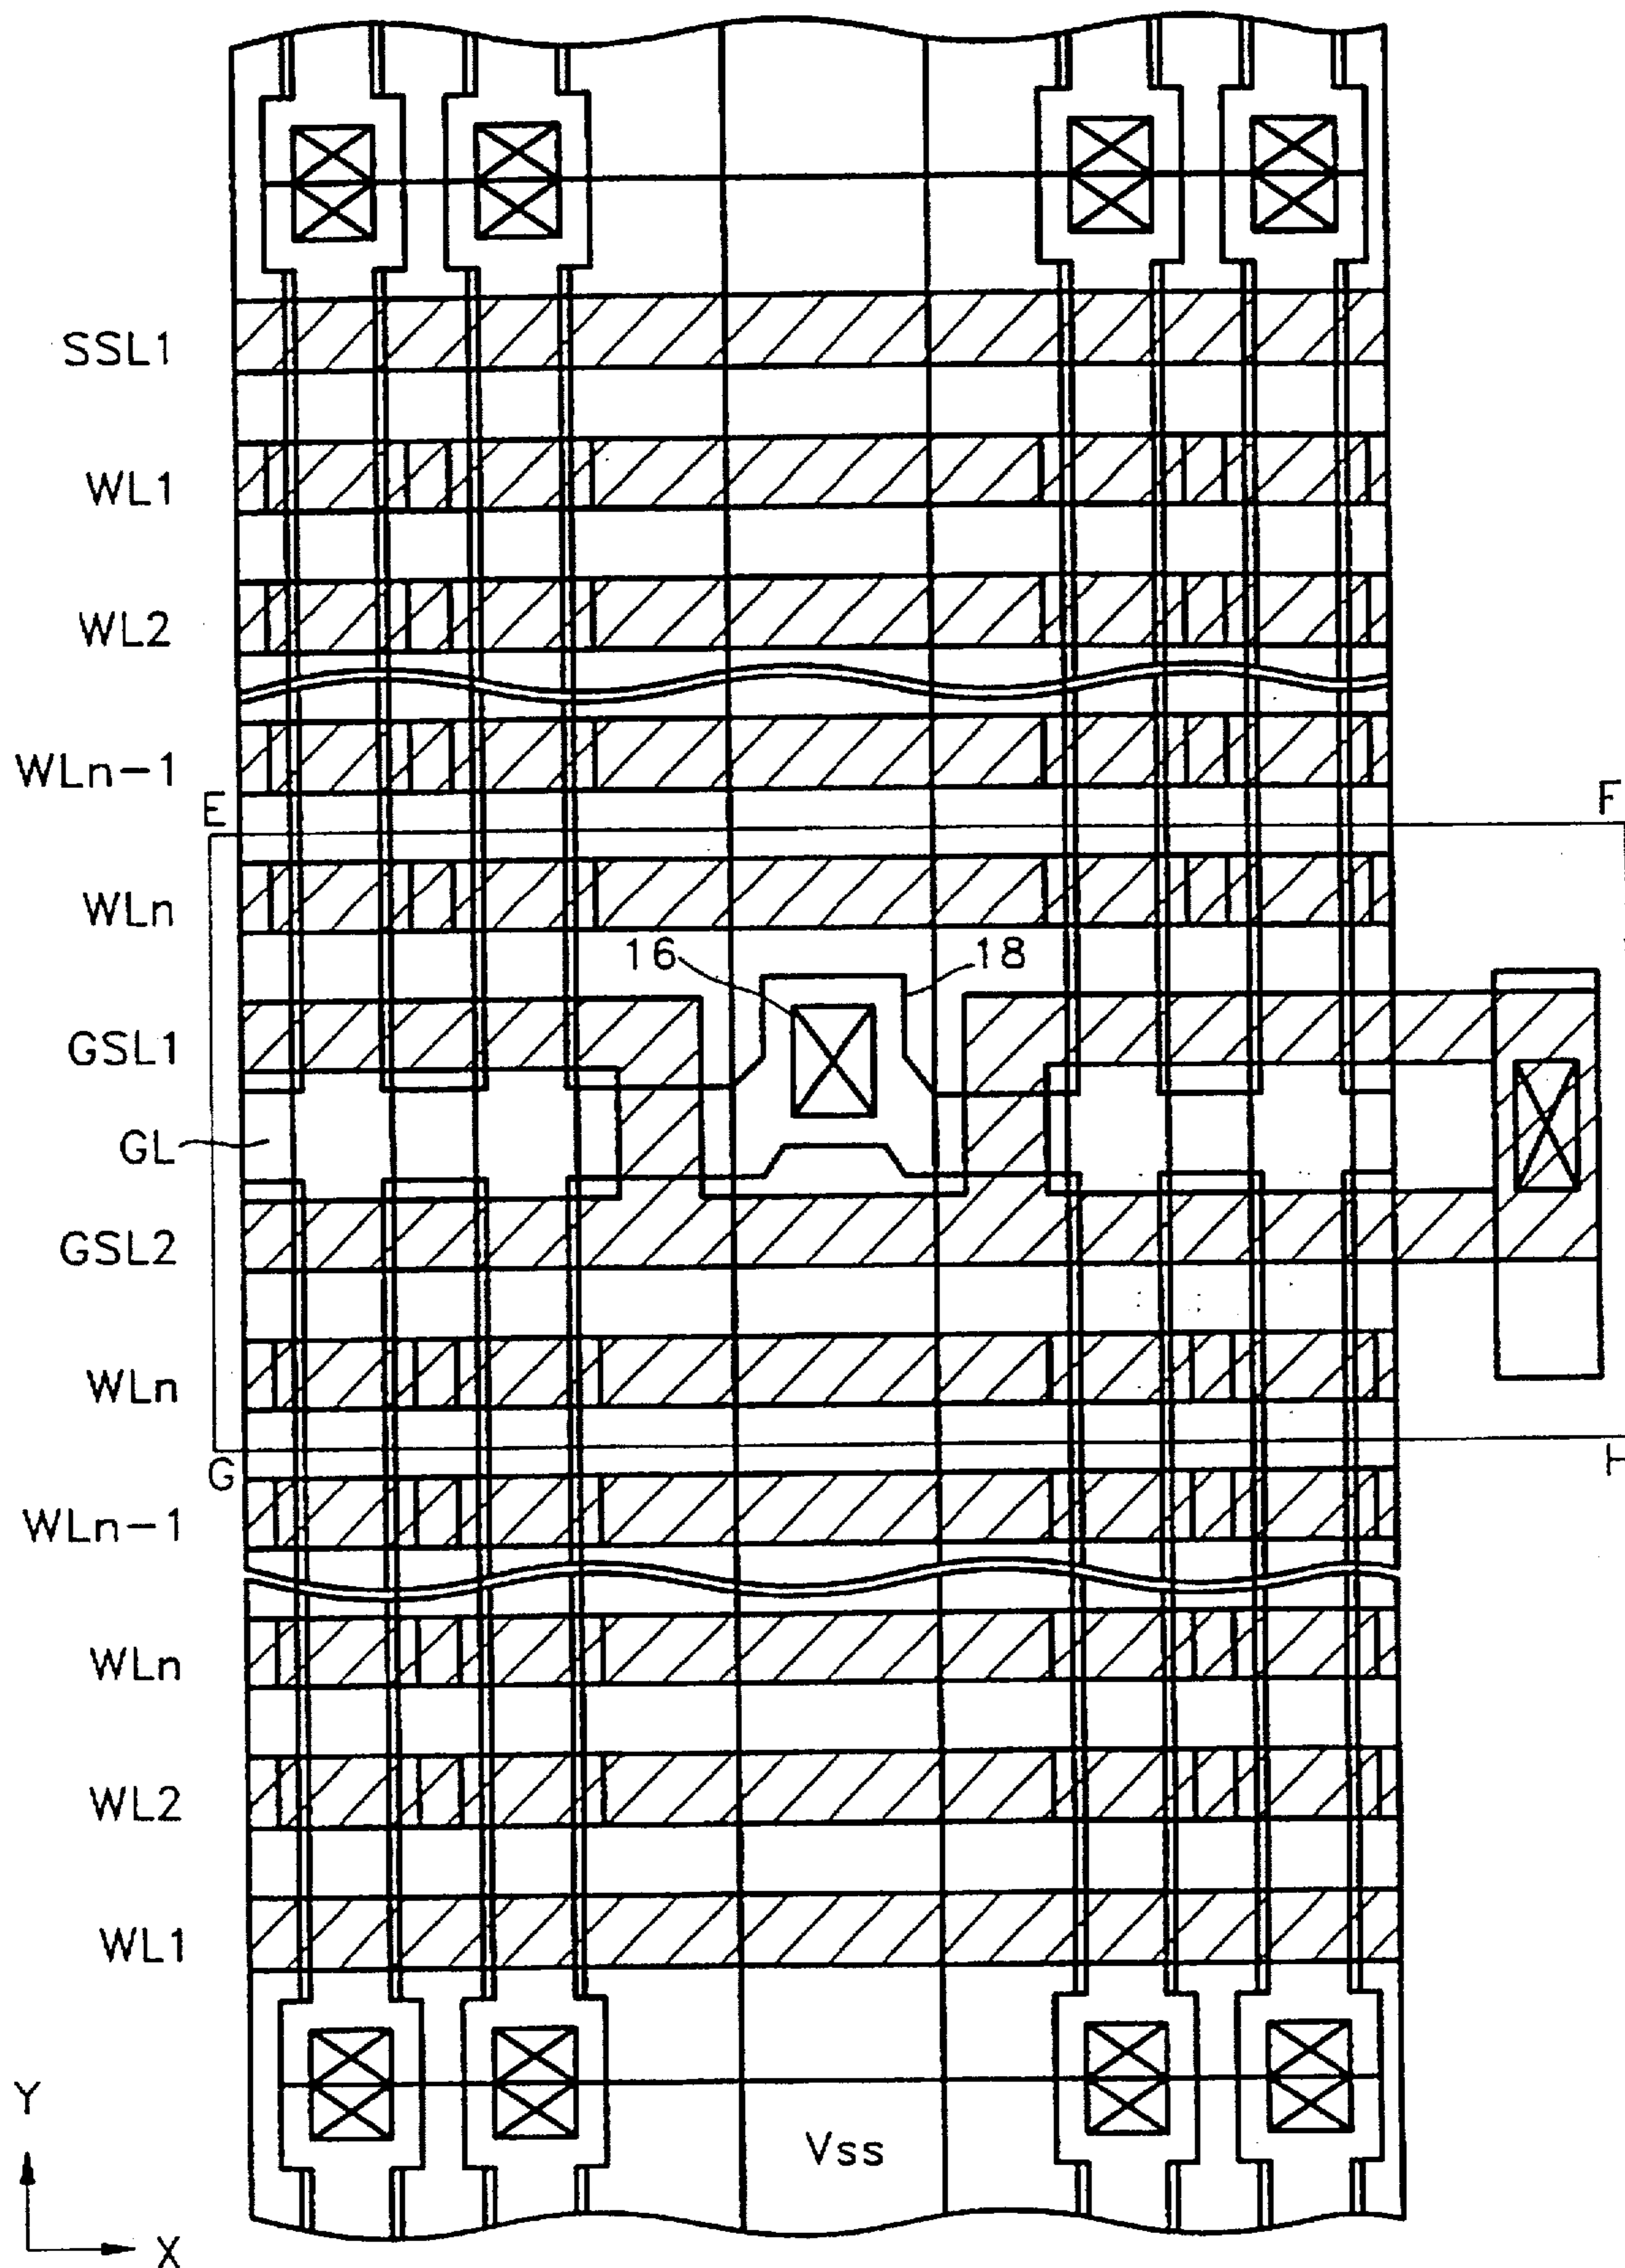 SSL1
WL1
WL2
WLn-1
E F
WLn
16 18
GSL1
GL
GSL2
WLn
G H
WLn-1
WLn
WL2
WL1
Vss
Y
X